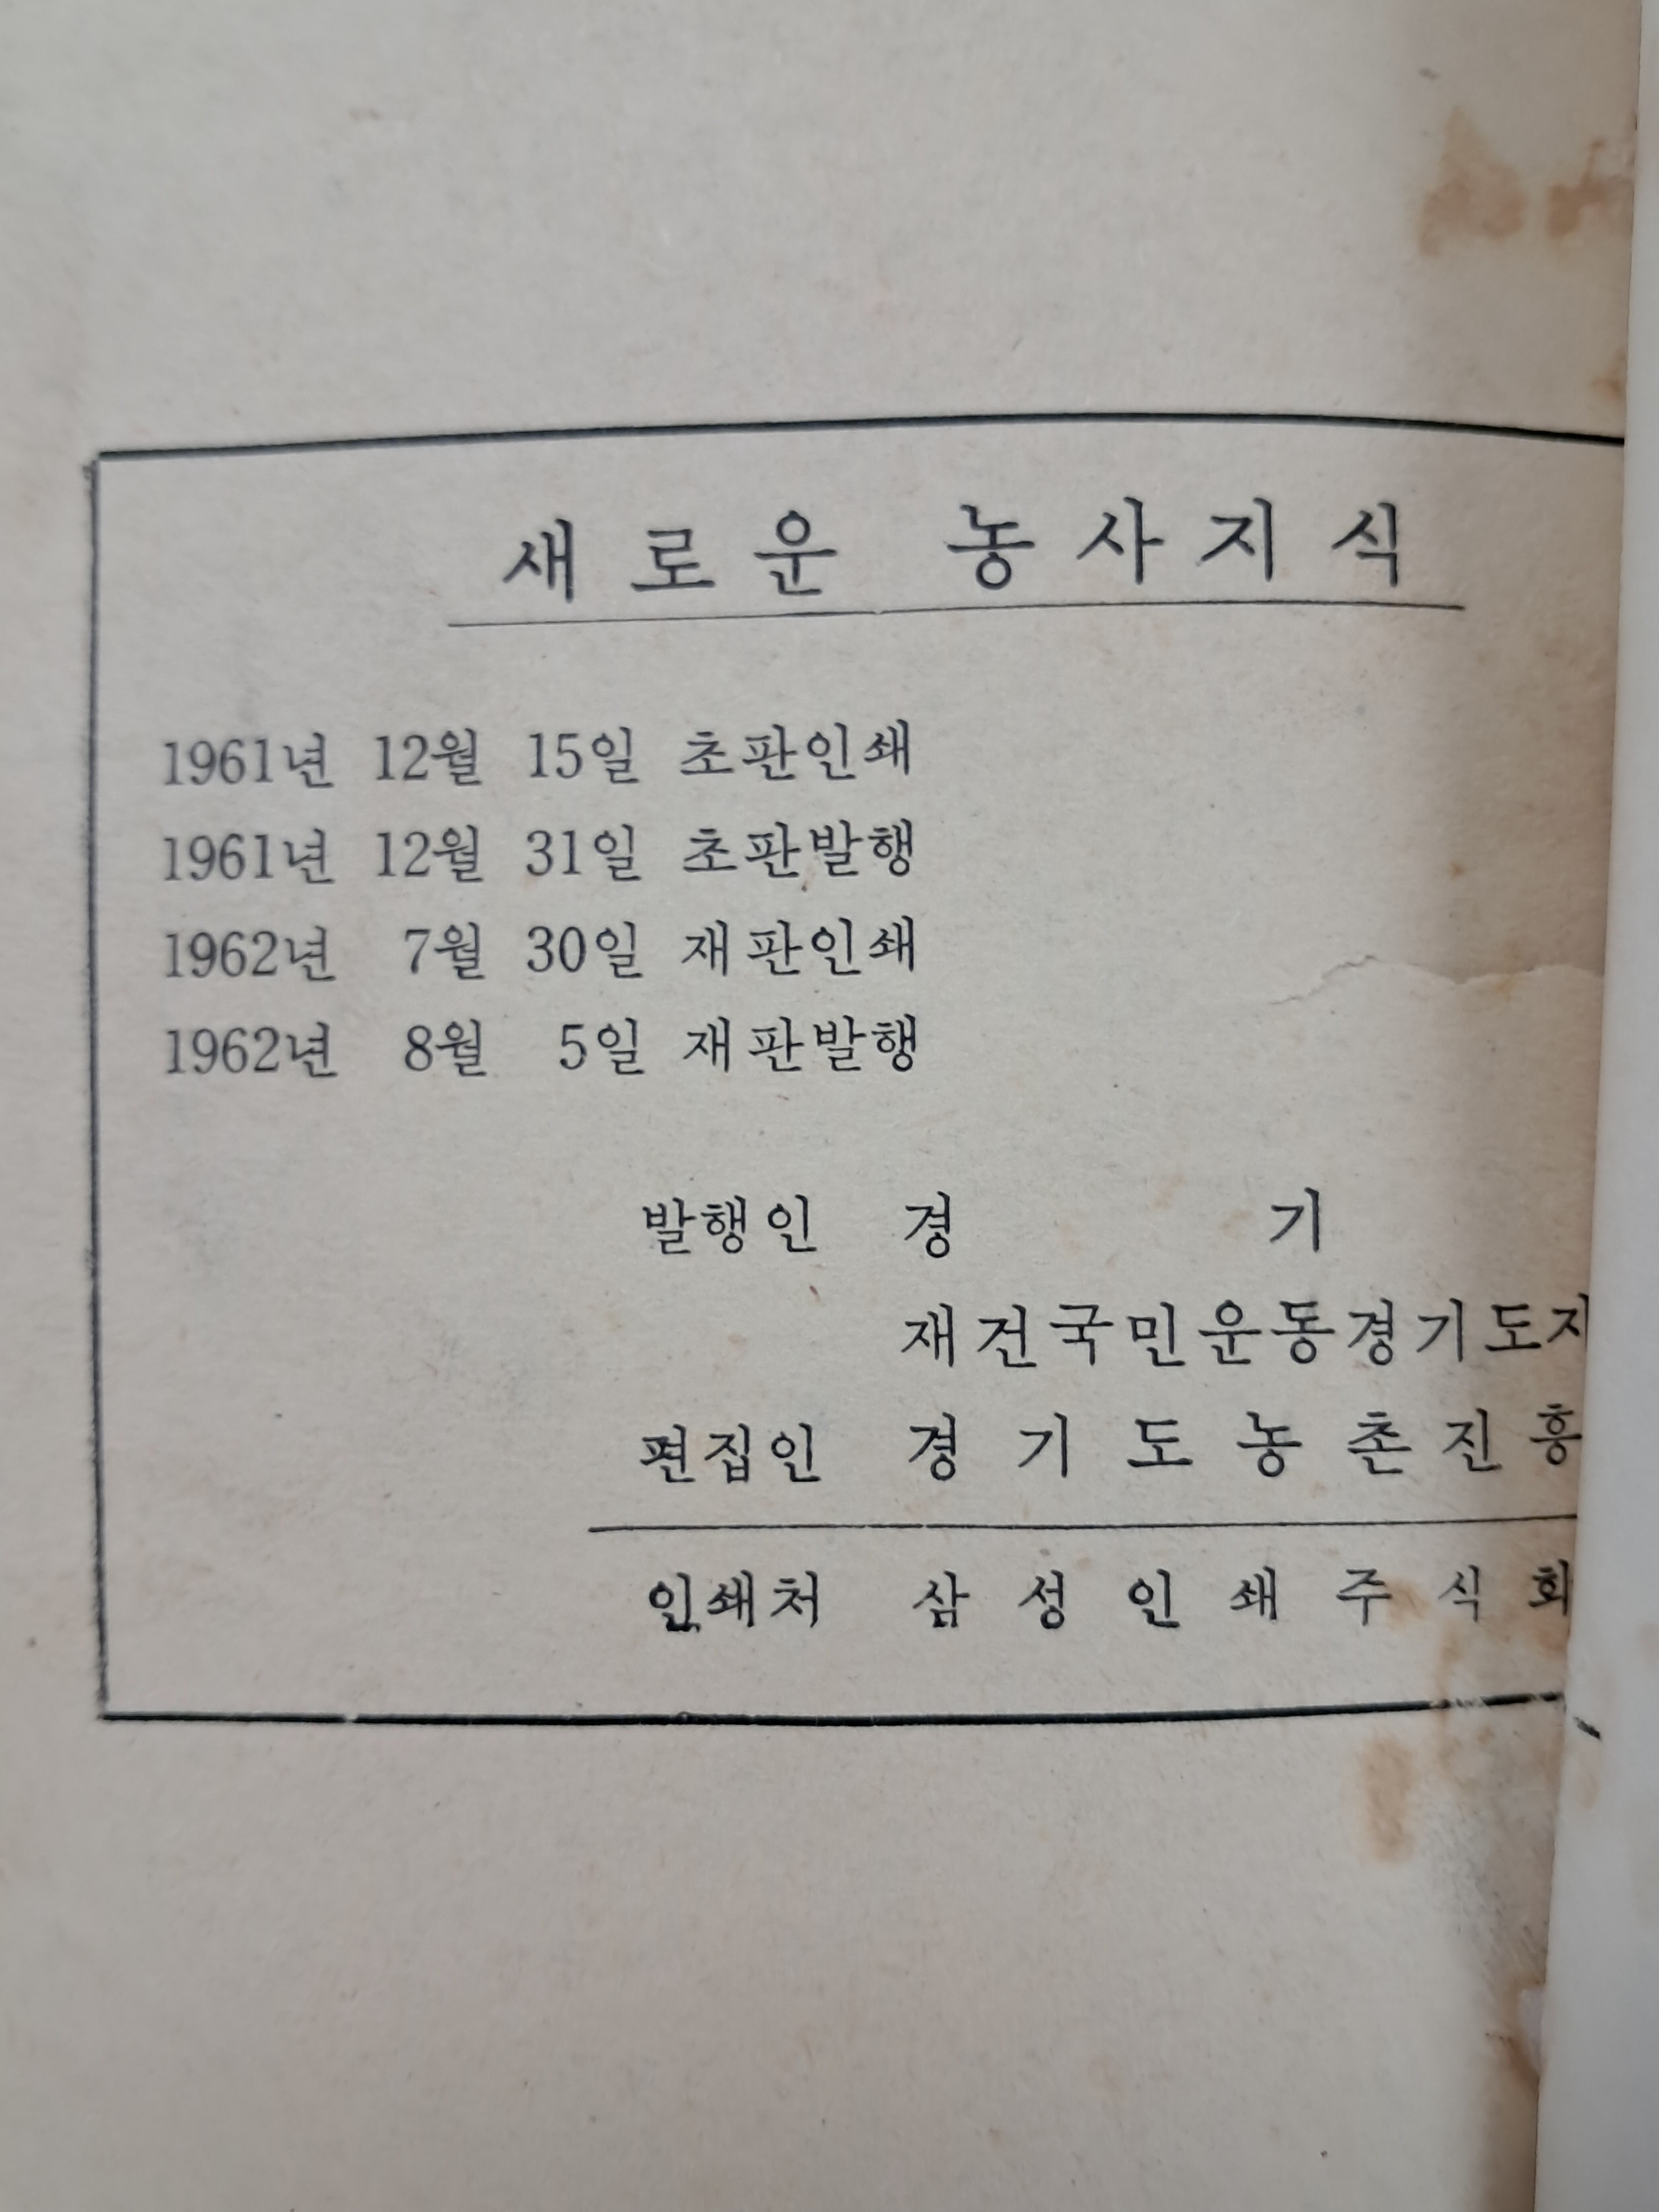 새로운 농사지식
1961년 12월 15일 초판인쇄
1961년 12월 31일 초판발행
1962년 7월 30일 재판인쇄
1962년 8월 5일 재판발행
발행인 경 기
재건국민운동경기도지
편집인 경기도농촌진흥
인쇄처 삼성인쇄주식회